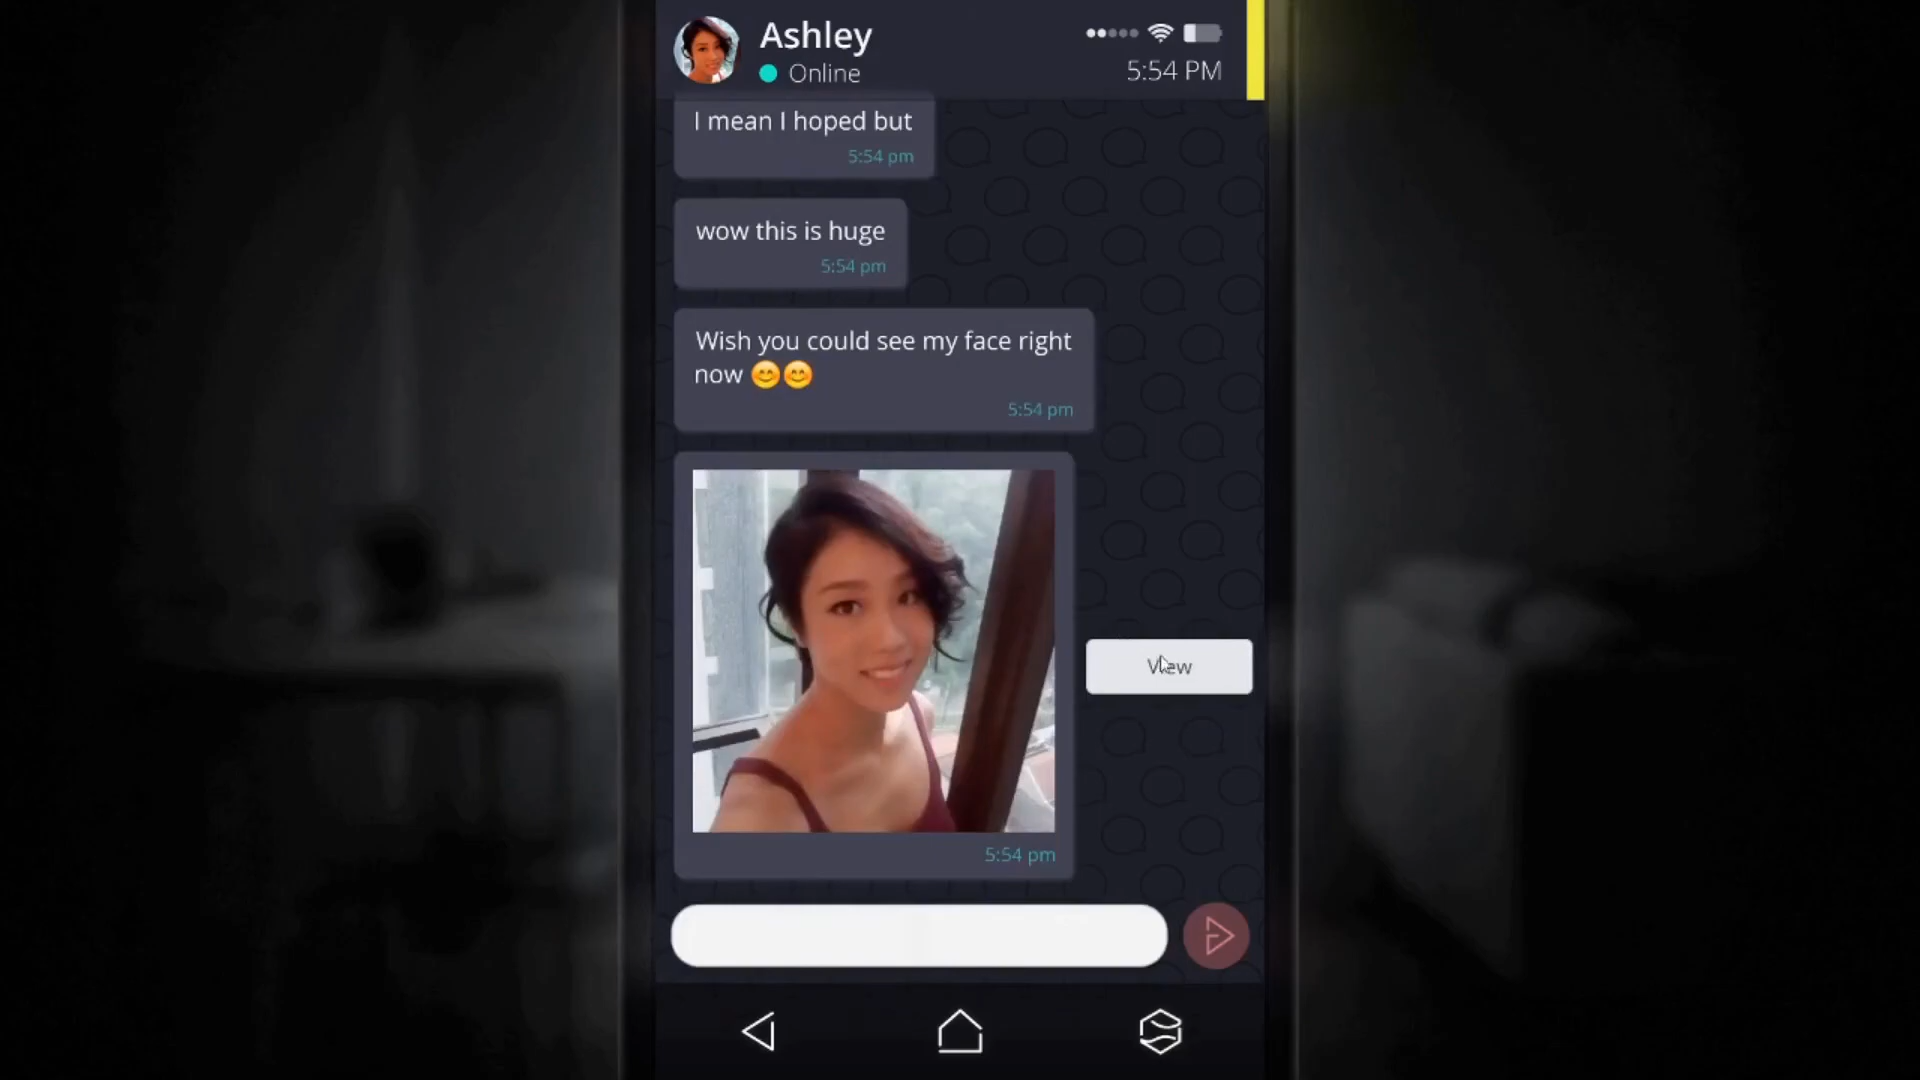 Ashley
Online
5:54 PM
I mean I hoped but
5:54 pm
wow this is huge
5:54 pm
Wish you could see my face right
now 😊😊
5:54 pm
View
5:54 pm